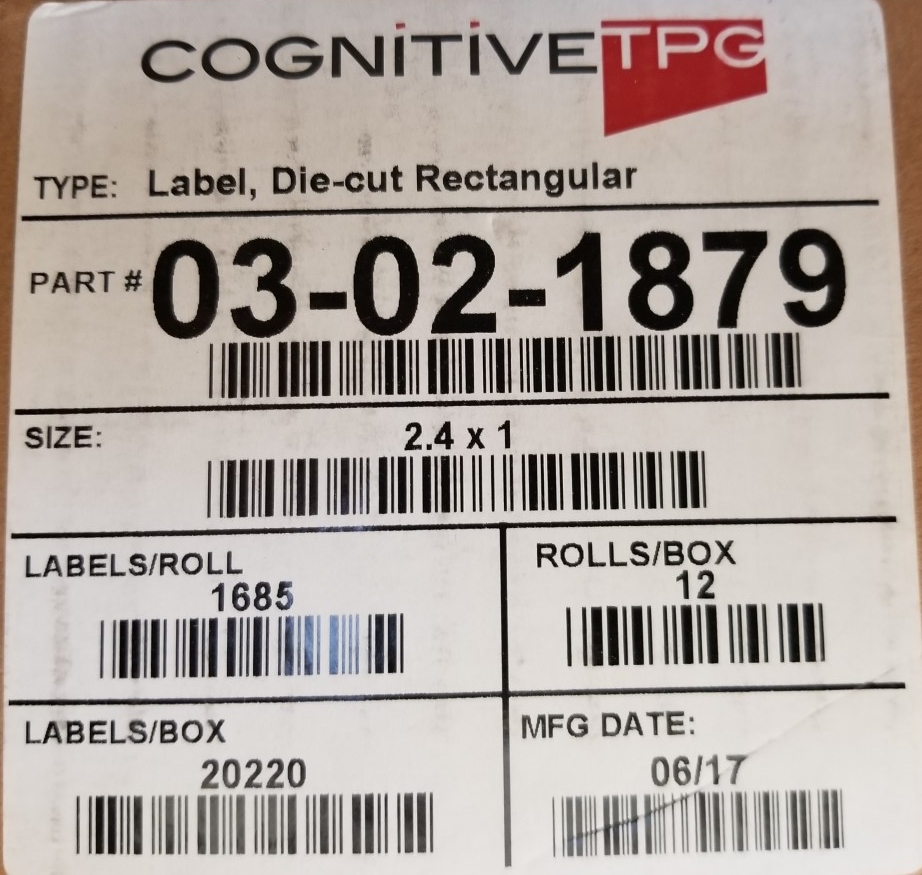 COGNiTiVETPG
TYPE: Label, Die-cut Rectangular
PART # 03-02-1879
SIZE: 2.4 x 1
LABELS/ROLL
1685
ROLLS/BOX
12
LABELS/BOX
20220
MFG DATE:
06/17